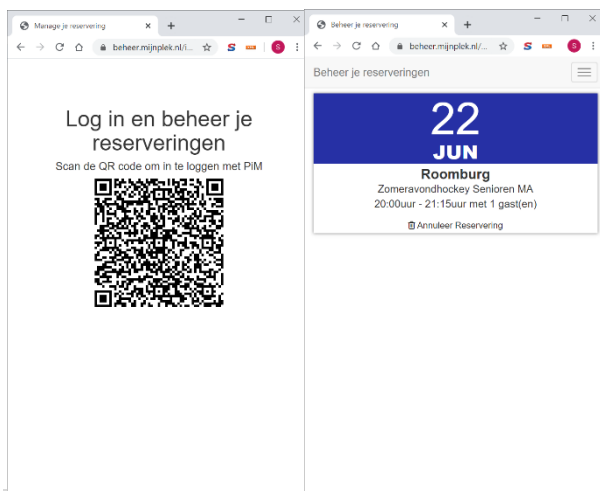 Manage je reservering
beheer.mijnplek.nl/i...
S
S
Log in en beheer je
reserveringen
Scan de QR code om in te loggen met PiM
Beheer je reservering
beheer.mijnplek.nl/...
S
S
Beheer je reserveringen
22
JUN
Roomburg
Zomeravondhockey Senioren MA
20:00uur - 21:15uur met 1 gast(en)
Annuleer Reservering